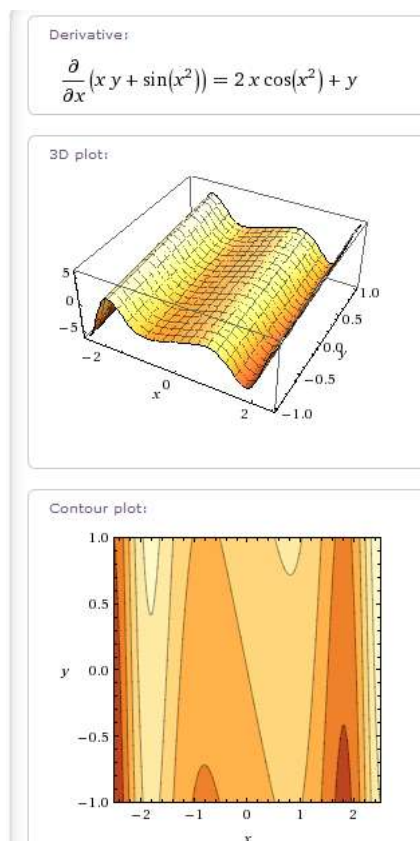 Derivative:
∂/∂x (x y + sin(x²)) = 2 x cos(x²) + y
3D plot:
5
0
−5
−2
x
0
2
1.0
0.5
0.0
y
−0.5
−1.0
Contour plot:
1.0
0.5
y
0.0
−0.5
−1.0
−2 −1 0 1 2
x